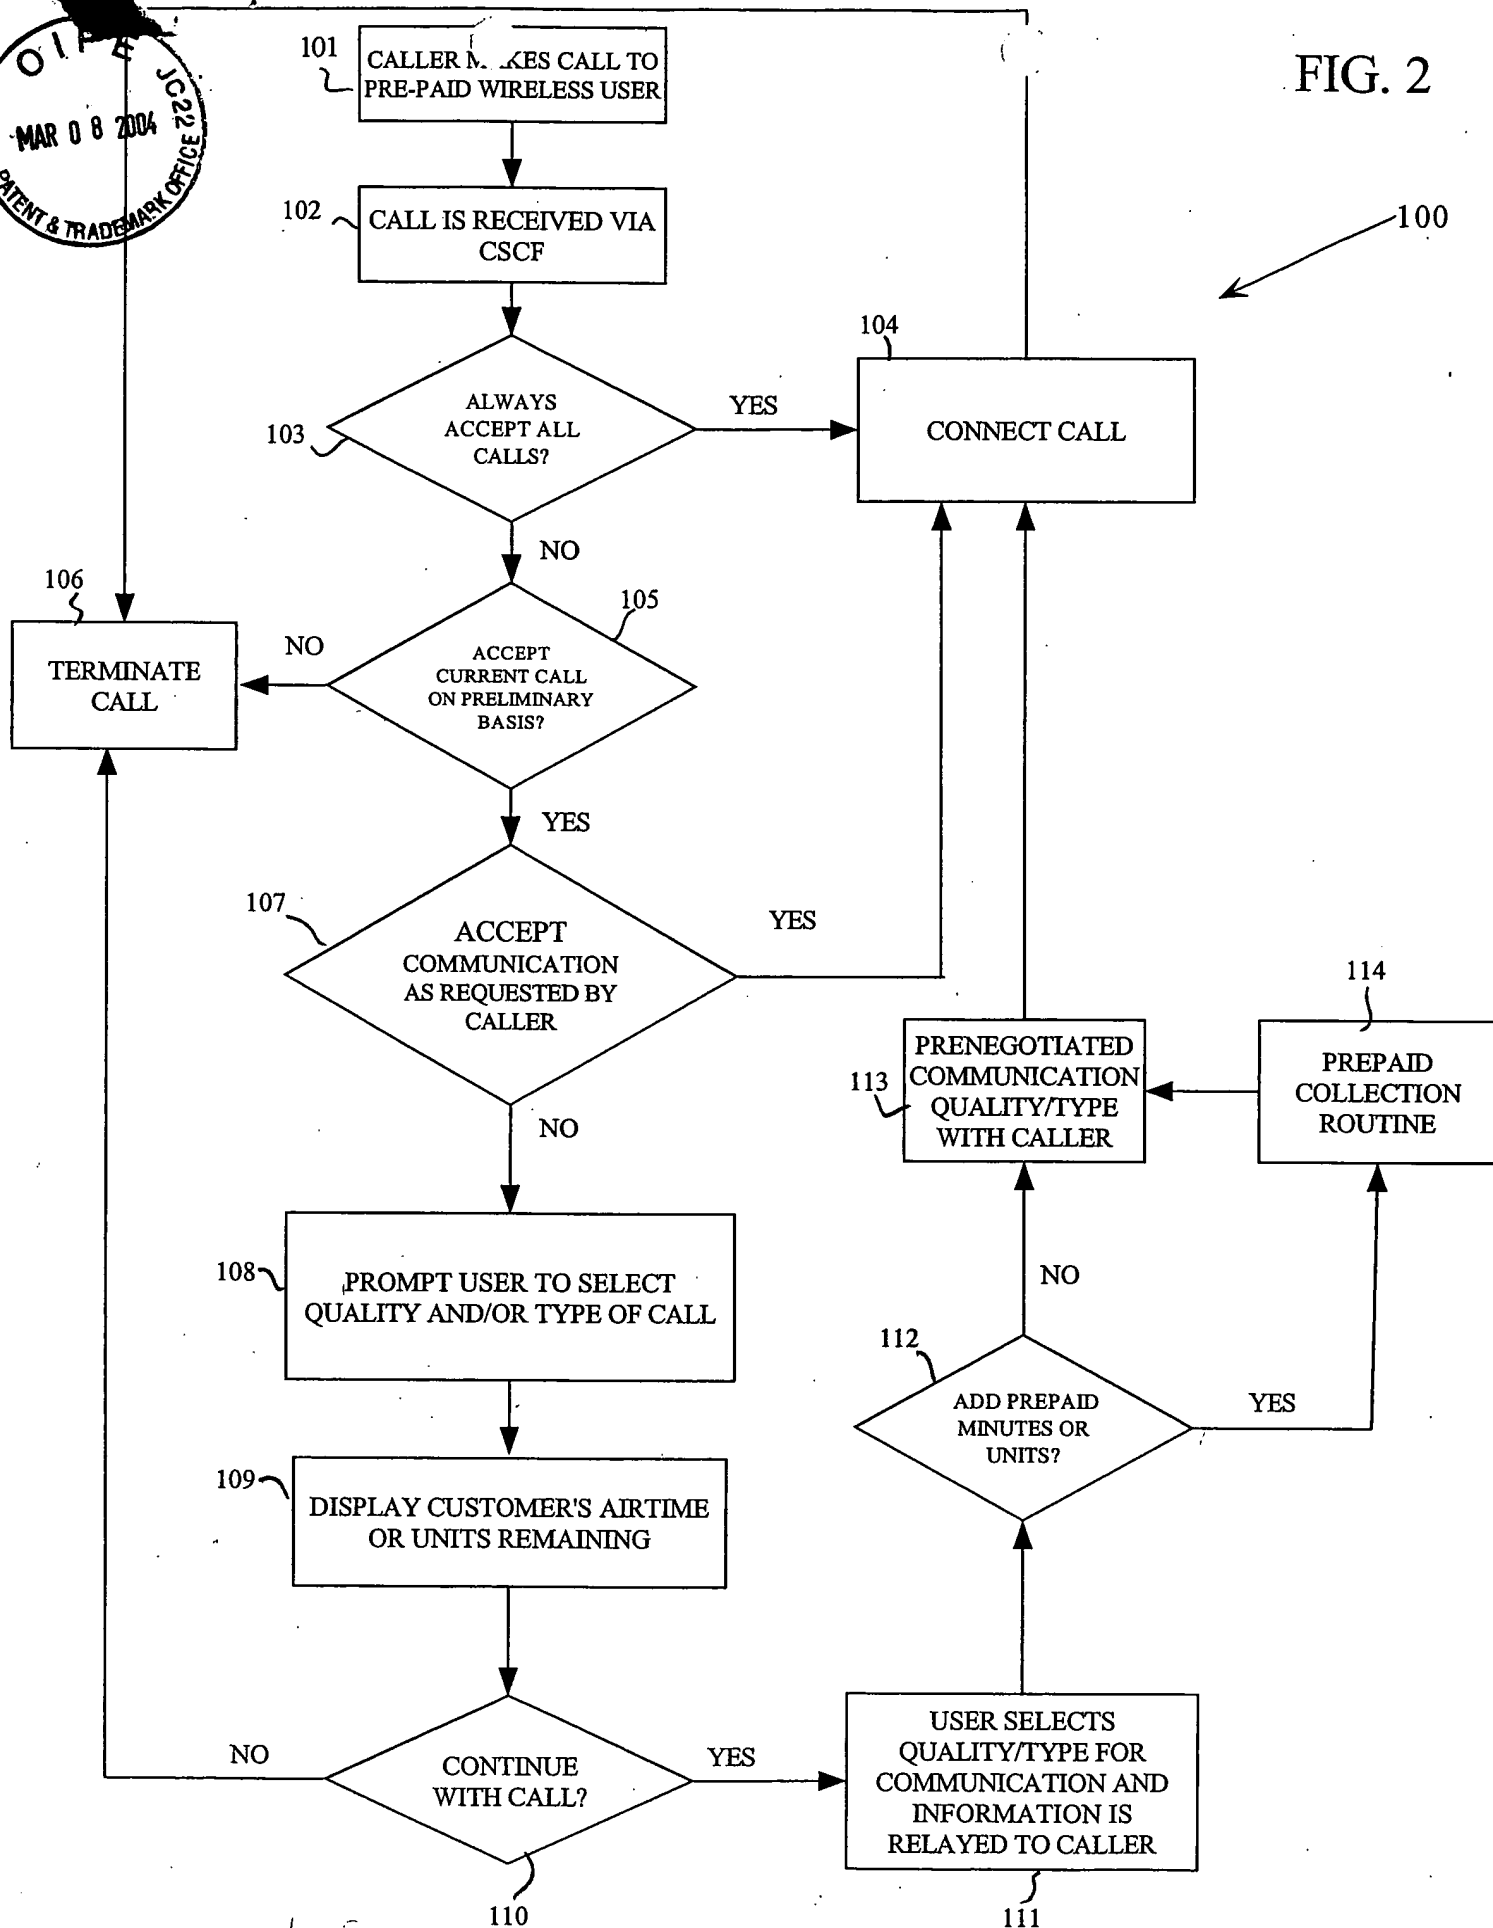 OIPE JC22
MAR 08 2004
PATENT & TRADEMARK OFFICE
FIG. 2
100
101
CALLER MAKES CALL TO
PRE-PAID WIRELESS USER
102
CALL IS RECEIVED VIA
CSCF
103
ALWAYS
ACCEPT ALL
CALLS?
YES
104
CONNECT CALL
NO
105
ACCEPT
CURRENT CALL
ON PRELIMINARY
BASIS?
NO
106
TERMINATE
CALL
YES
107
ACCEPT
COMMUNICATION
AS REQUESTED BY
CALLER
YES
NO
108
PROMPT USER TO SELECT
QUALITY AND/OR TYPE OF CALL
109
DISPLAY CUSTOMER'S AIRTIME
OR UNITS REMAINING
CONTINUE
WITH CALL?
110
NO
YES
USER SELECTS
QUALITY/TYPE FOR
COMMUNICATION AND
INFORMATION IS
RELAYED TO CALLER
111
112
ADD PREPAID
MINUTES OR
UNITS?
NO
YES
113
PRENEGOTIATED
COMMUNICATION
QUALITY/TYPE
WITH CALLER
114
PREPAID
COLLECTION
ROUTINE